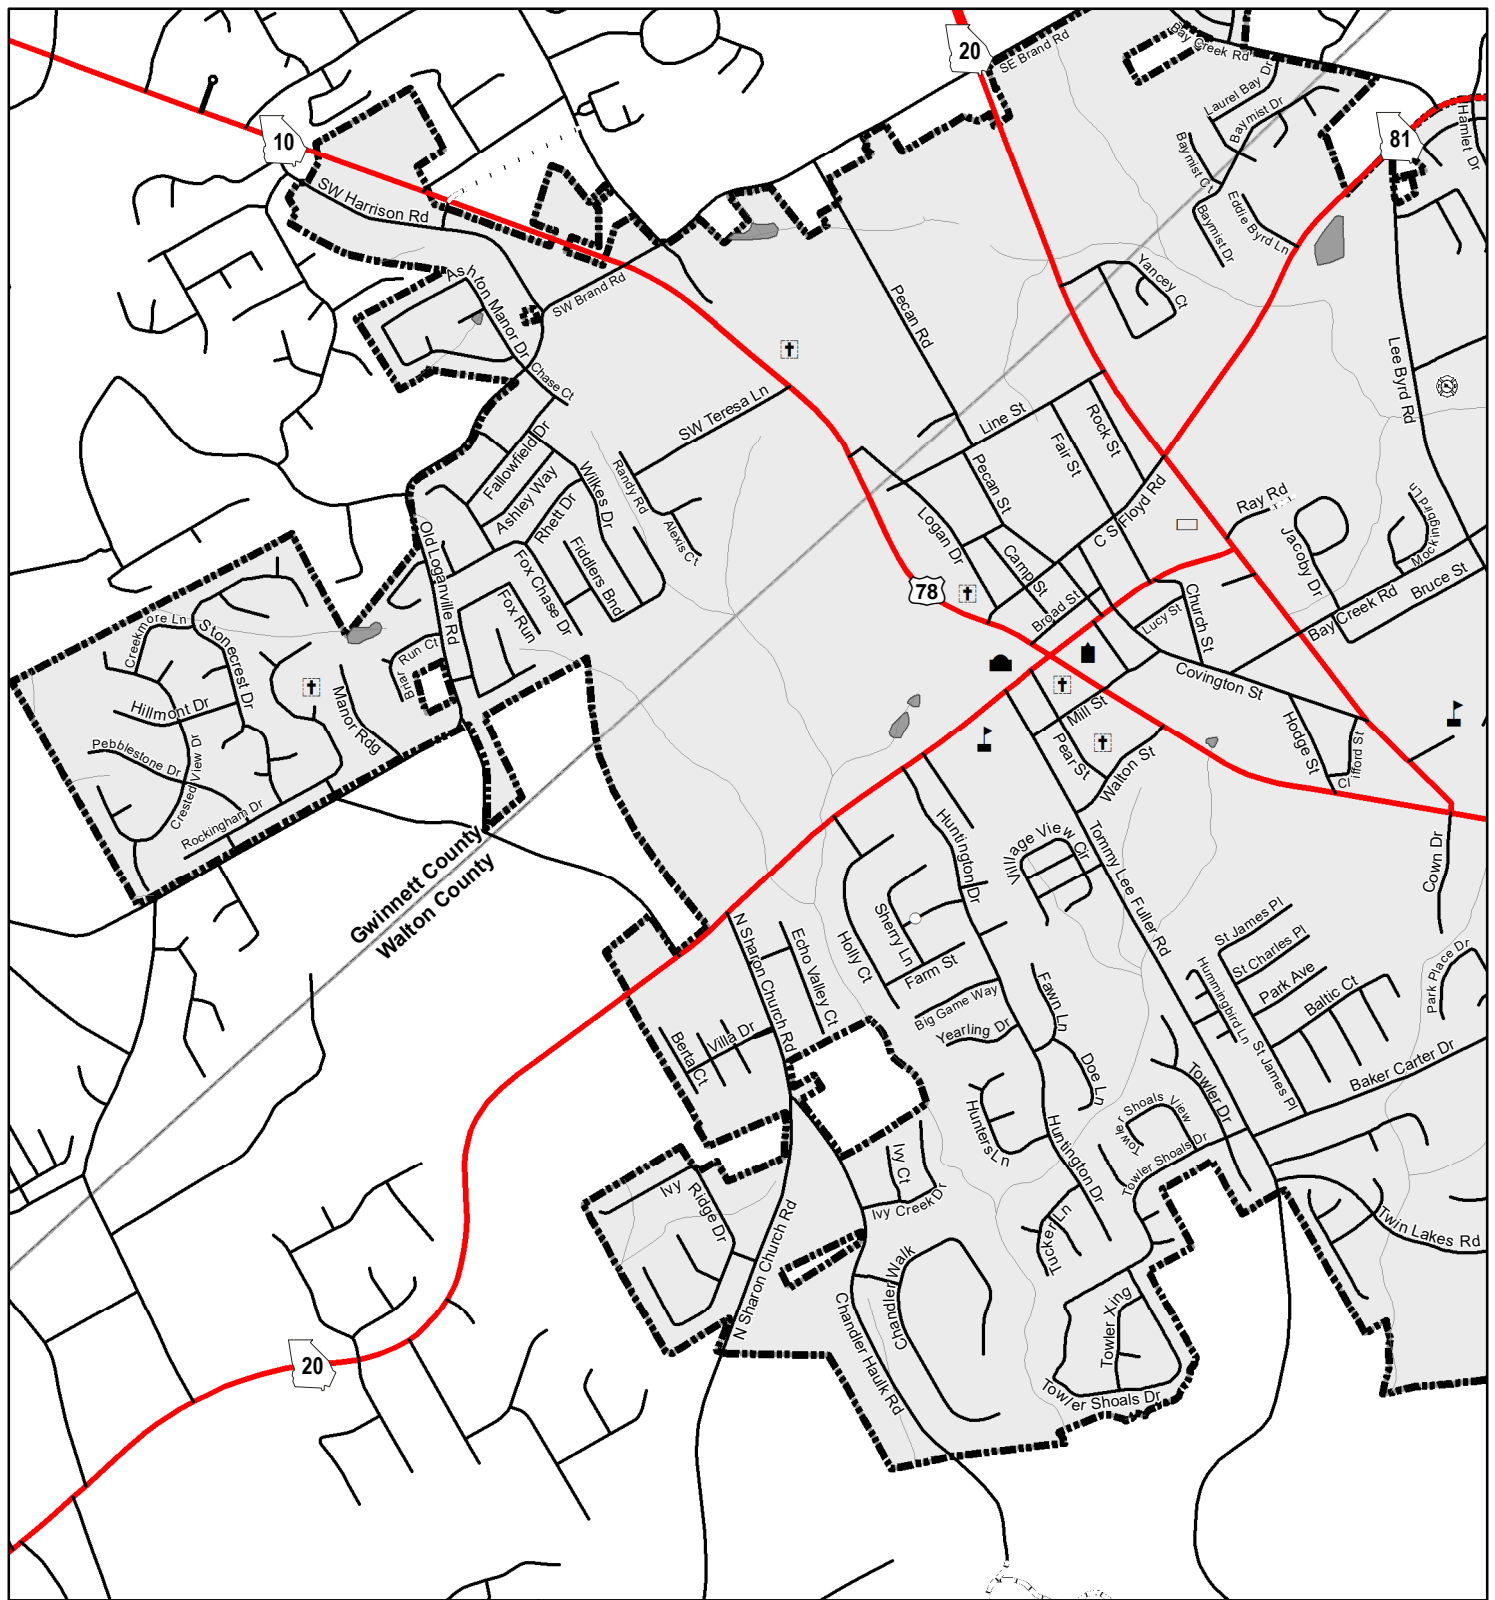 20
SE Brand Rd
Bay Creek Rd
10
81
Laurel Bay Dr
Baymist Dr
Hamlet Dr
Baymist Ct
SW Harrison Rd
Eddie Byrd Ln
Baymist Dr
Ashton Manor Dr
SW Brand Rd
Yancey Ct
Pecan Rd
Lee Byrd Rd
Chase Ct
SW Teresa Ln
Line St
Rock St
Fair St
Fallowfield Dr
Ashley Way
Rhett Dr
Wilkes Dr
Randy Rd
Alexis Ct
Pecan St
C S Floyd Rd
Ray Rd
Mockingbird Ln
Logan Dr
Camp St
Jacoby Dr
Old Loganville Rd
Fox Chase Dr
Fiddlers Bnd
Fox Run
78
Broad St
Church St
Lucy St
Bay Creek Rd
Bruce St
Creekmore Ln
Stonecrest Dr
Run Ct
Briar
Manor Rdg
Hillmont Dr
Pebblestone Dr
Crested View Dr
Rockingham Dr
Covington St
Mill St
Pear St
Walton St
Hodge St
Clifford St
Gwinnett County
Walton County
Huntington Dr
Village View Cir
Tommy Lee Fuller Rd
Cown Dr
N Sharon Church Rd
Echo Valley Ct
Holly Ct
Sherry Ln
Farm St
St James Pl
St Charles Pl
Park Ave
Baltic Ct
Park Place Dr
Hummingbird Ln
St James Pl
Big Game Way
Yearling Dr
Fawn Ln
Doe Ln
Villa Dr
Berta Ct
Baker Carter Dr
Towler Dr
Towler Shoals View
Towler Shoals Dr
Hunters Ln
Huntington Dr
Ivy Ct
Ivy Creek Dr
Ivy Ridge Dr
N Sharon Church Rd
Tucker Ln
Twin Lakes Rd
Chandler Walk
Chandler Haulk Rd
Towler Xing
Towler Shoals Dr
20